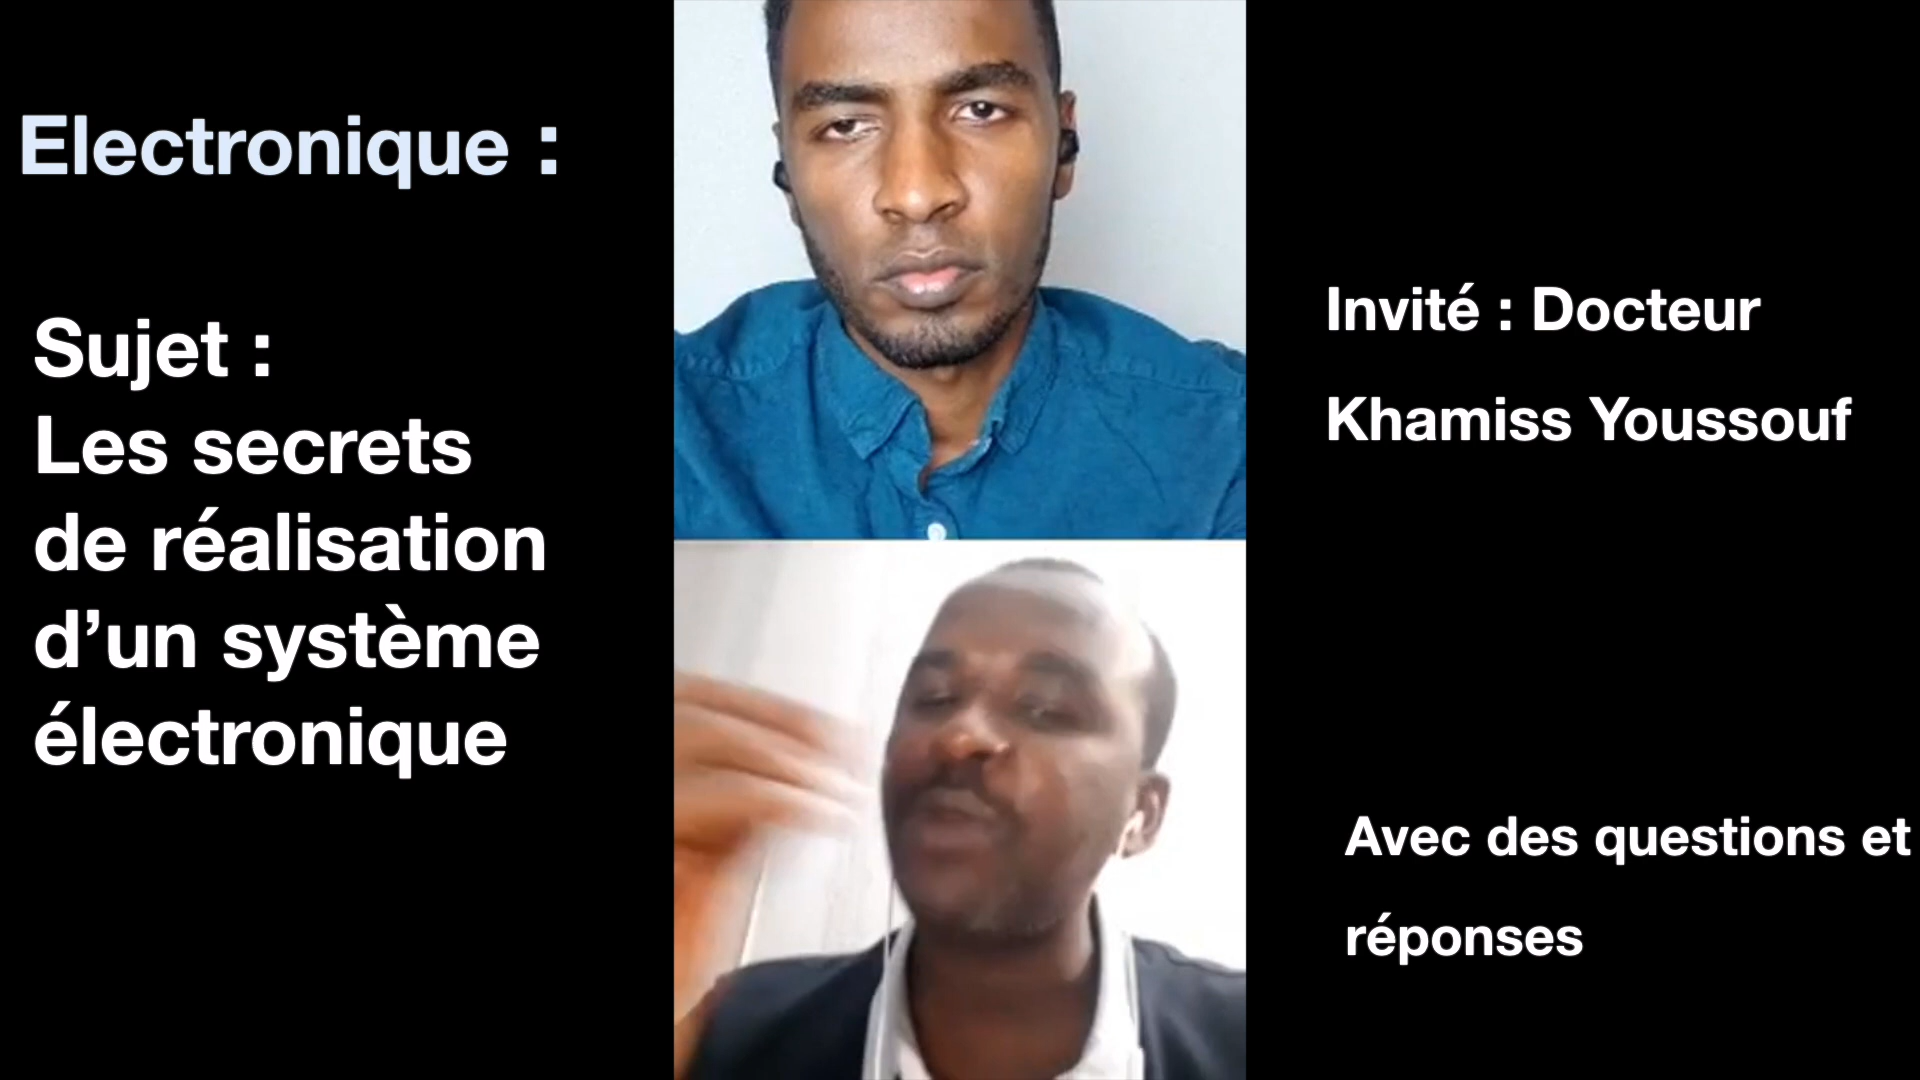 Electronique :
Sujet :
Les secrets
de réalisation
d’un système
électronique
Invité : Docteur
Khamiss Youssouf
Avec des questions et
réponses